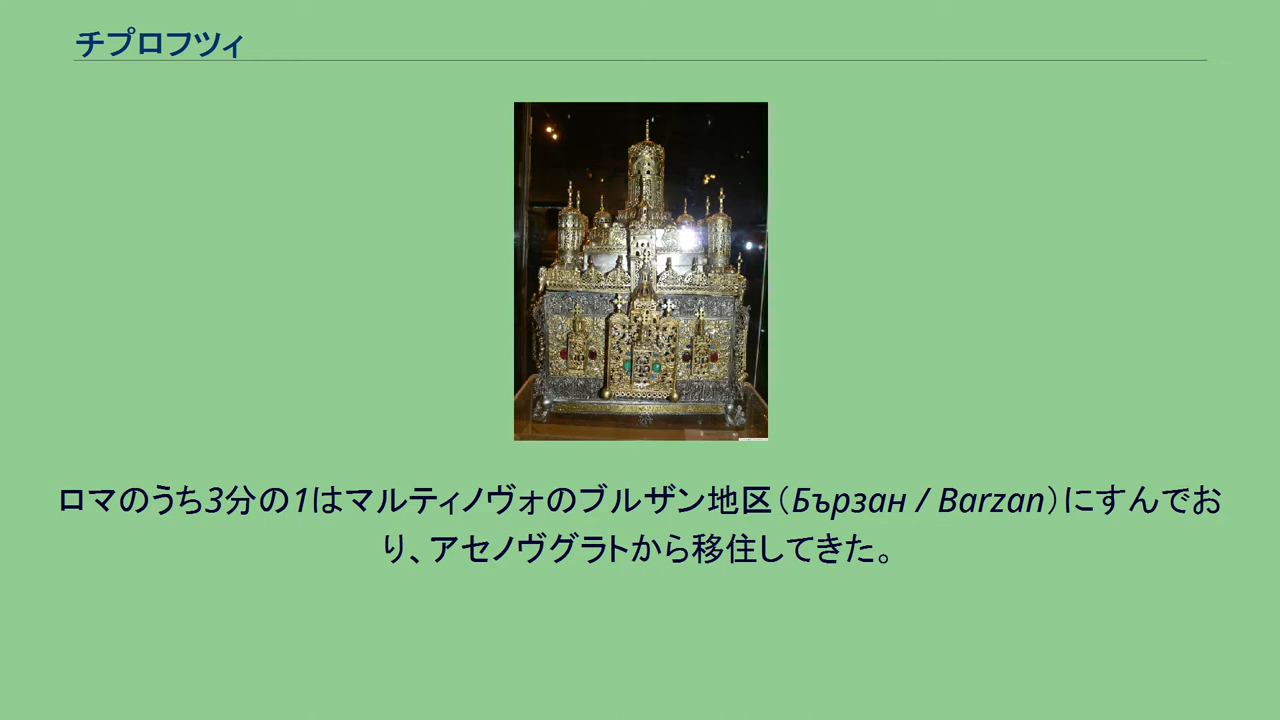 チプロフツィ
ロマのうち3分の1はマルティノヴォのブルザン地区（Бързан / Barzan）にすんでお
り、アセノヴグラトから移住してきた。